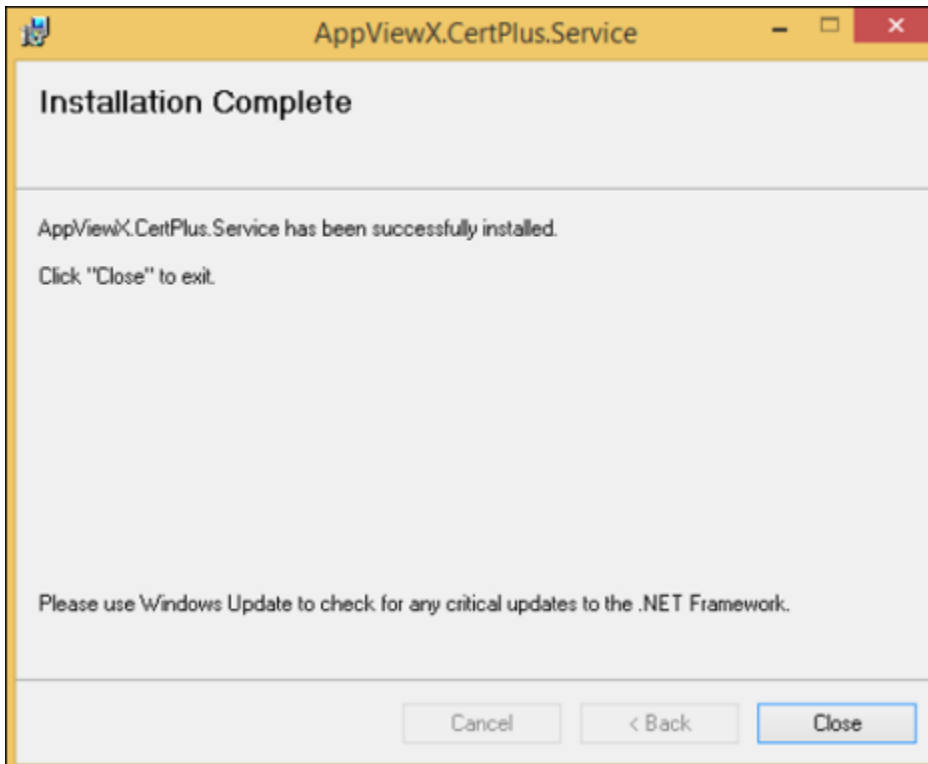 AppViewX.CertPlus.Service
Installation Complete
AppViewX.CertPlus.Service has been successfully installed.
Click "Close" to exit.
Please use Windows Update to check for any critical updates to the .NET Framework.
Cancel
< Back
Close